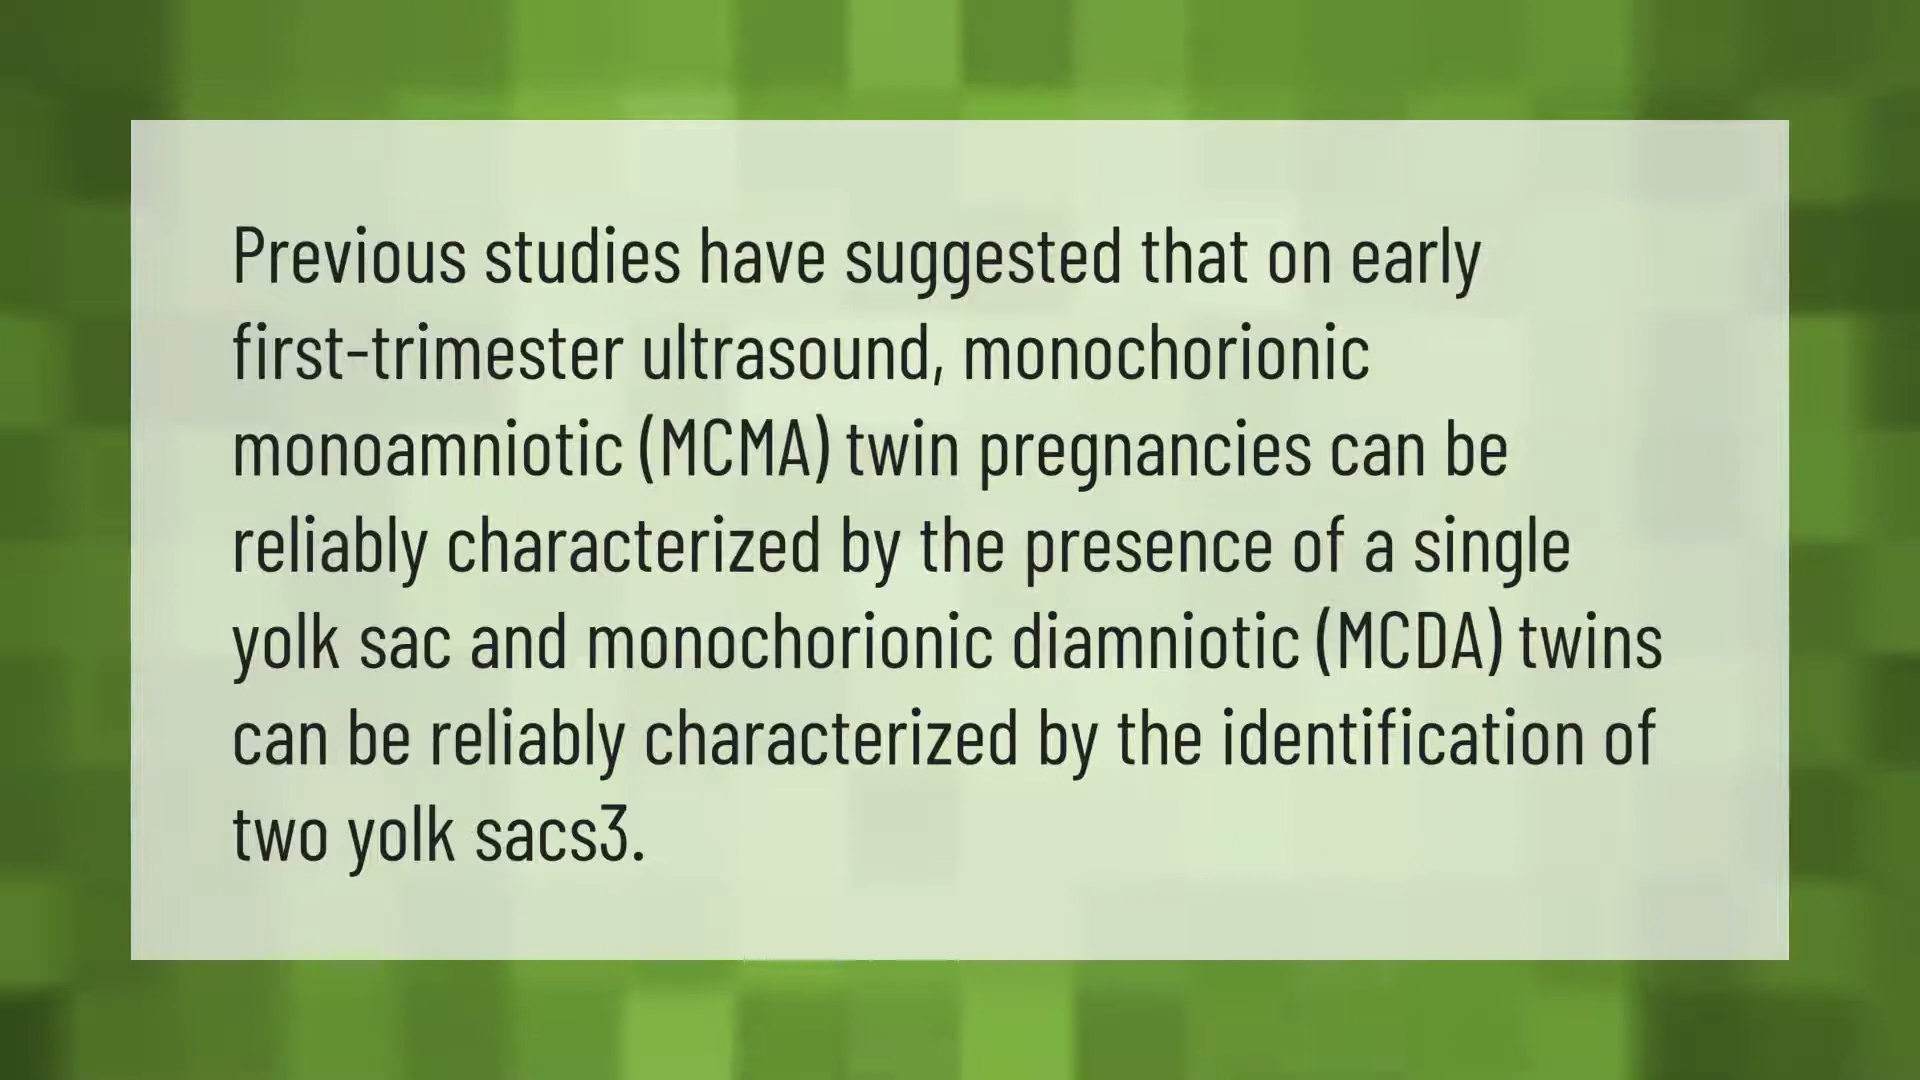 Previous studies have suggested that on early
first-trimester ultrasound, monochorionic
monoamniotic (MCMA) twin pregnancies can be
reliably characterized by the presence of a single
yolk sac and monochorionic diamniotic (MCDA) twins
can be reliably characterized by the identification of
two yolk sacs3.